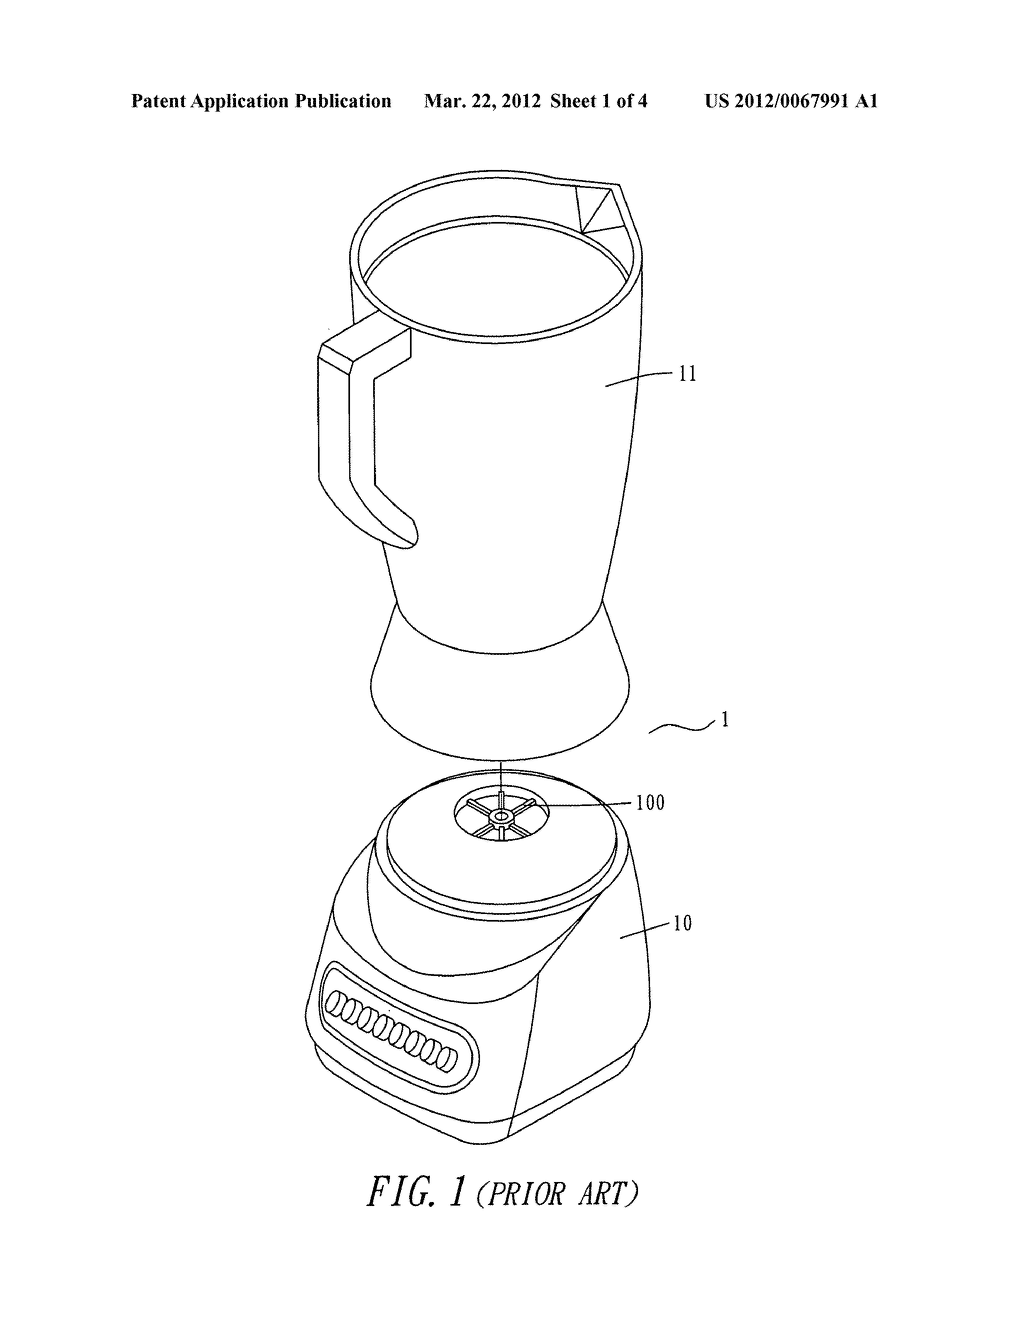 Patent Application Publication Mar. 22, 2012 Sheet 1 of 4 US 2012/0067991 A1
11
1
100
10
FIG. 1 (PRIOR ART)